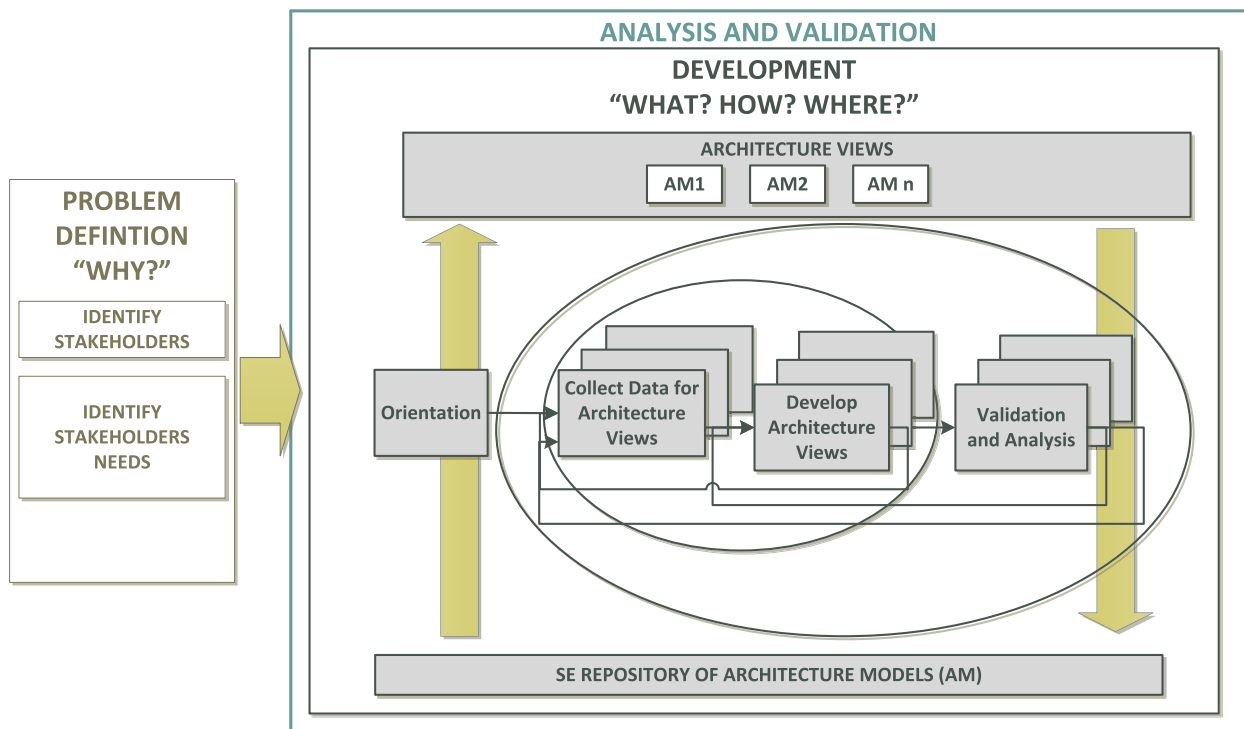 ANALYSIS AND VALIDATION
DEVELOPMENT
“WHAT? HOW? WHERE?”
ARCHITECTURE VIEWS
AM1
AM2
AM n
PROBLEM
DEFINTION
“WHY?”
IDENTIFY
STAKEHOLDERS
IDENTIFY
STAKEHOLDERS
NEEDS
Orientation
Collect Data for
Architecture
Views
Develop
Architecture
Views
Validation
and Analysis
SE REPOSITORY OF ARCHITECTURE MODELS (AM)